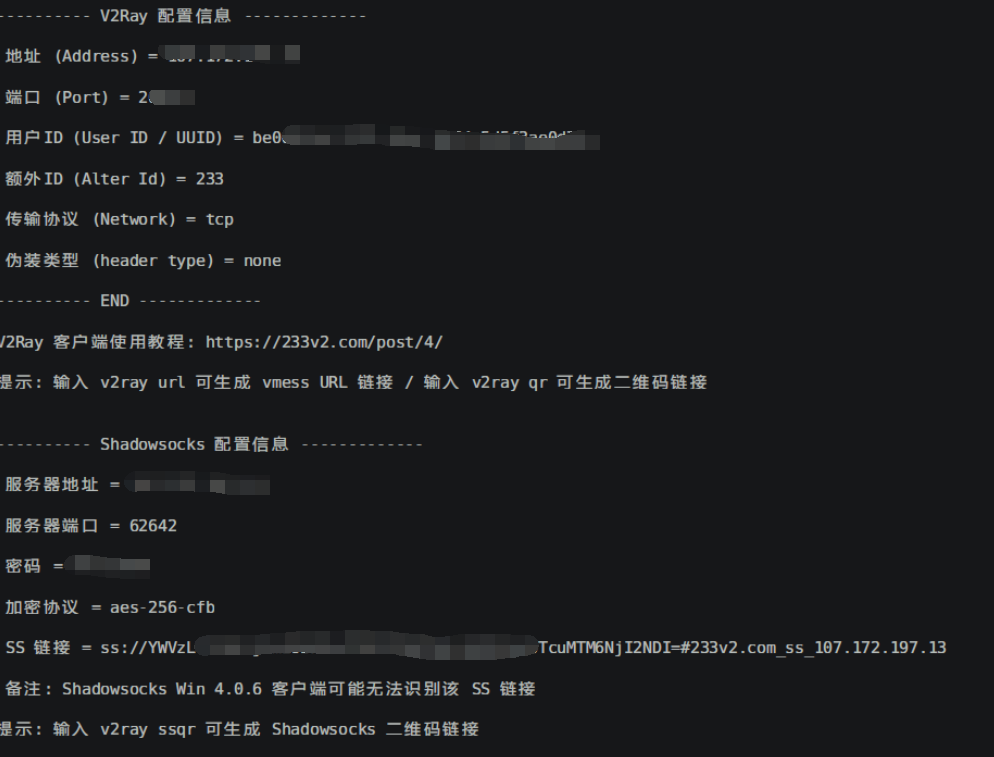 ---------- V2Ray 配置信息 -------------
地址 (Address) =
端口 (Port) = 2
用户ID (User ID / UUID) = be0
额外ID (Alter Id) = 233
传输协议 (Network) = tcp
伪装类型 (header type) = none
---------- END -------------
V2Ray 客户端使用教程: https://233v2.com/post/4/
提示: 输入 v2ray url 可生成 vmess URL 链接 / 输入 v2ray qr 可生成二维码链接
---------- Shadowsocks 配置信息 -------------
服务器地址 =
服务器端口 = 62642
密码 =
加密协议 = aes-256-cfb
SS 链接 = ss://YWVzL TcuMTM6NjI2NDI=#233v2.com_ss_107.172.197.13
备注: Shadowsocks Win 4.0.6 客户端可能无法识别该 SS 链接
提示: 输入 v2ray ssqr 可生成 Shadowsocks 二维码链接